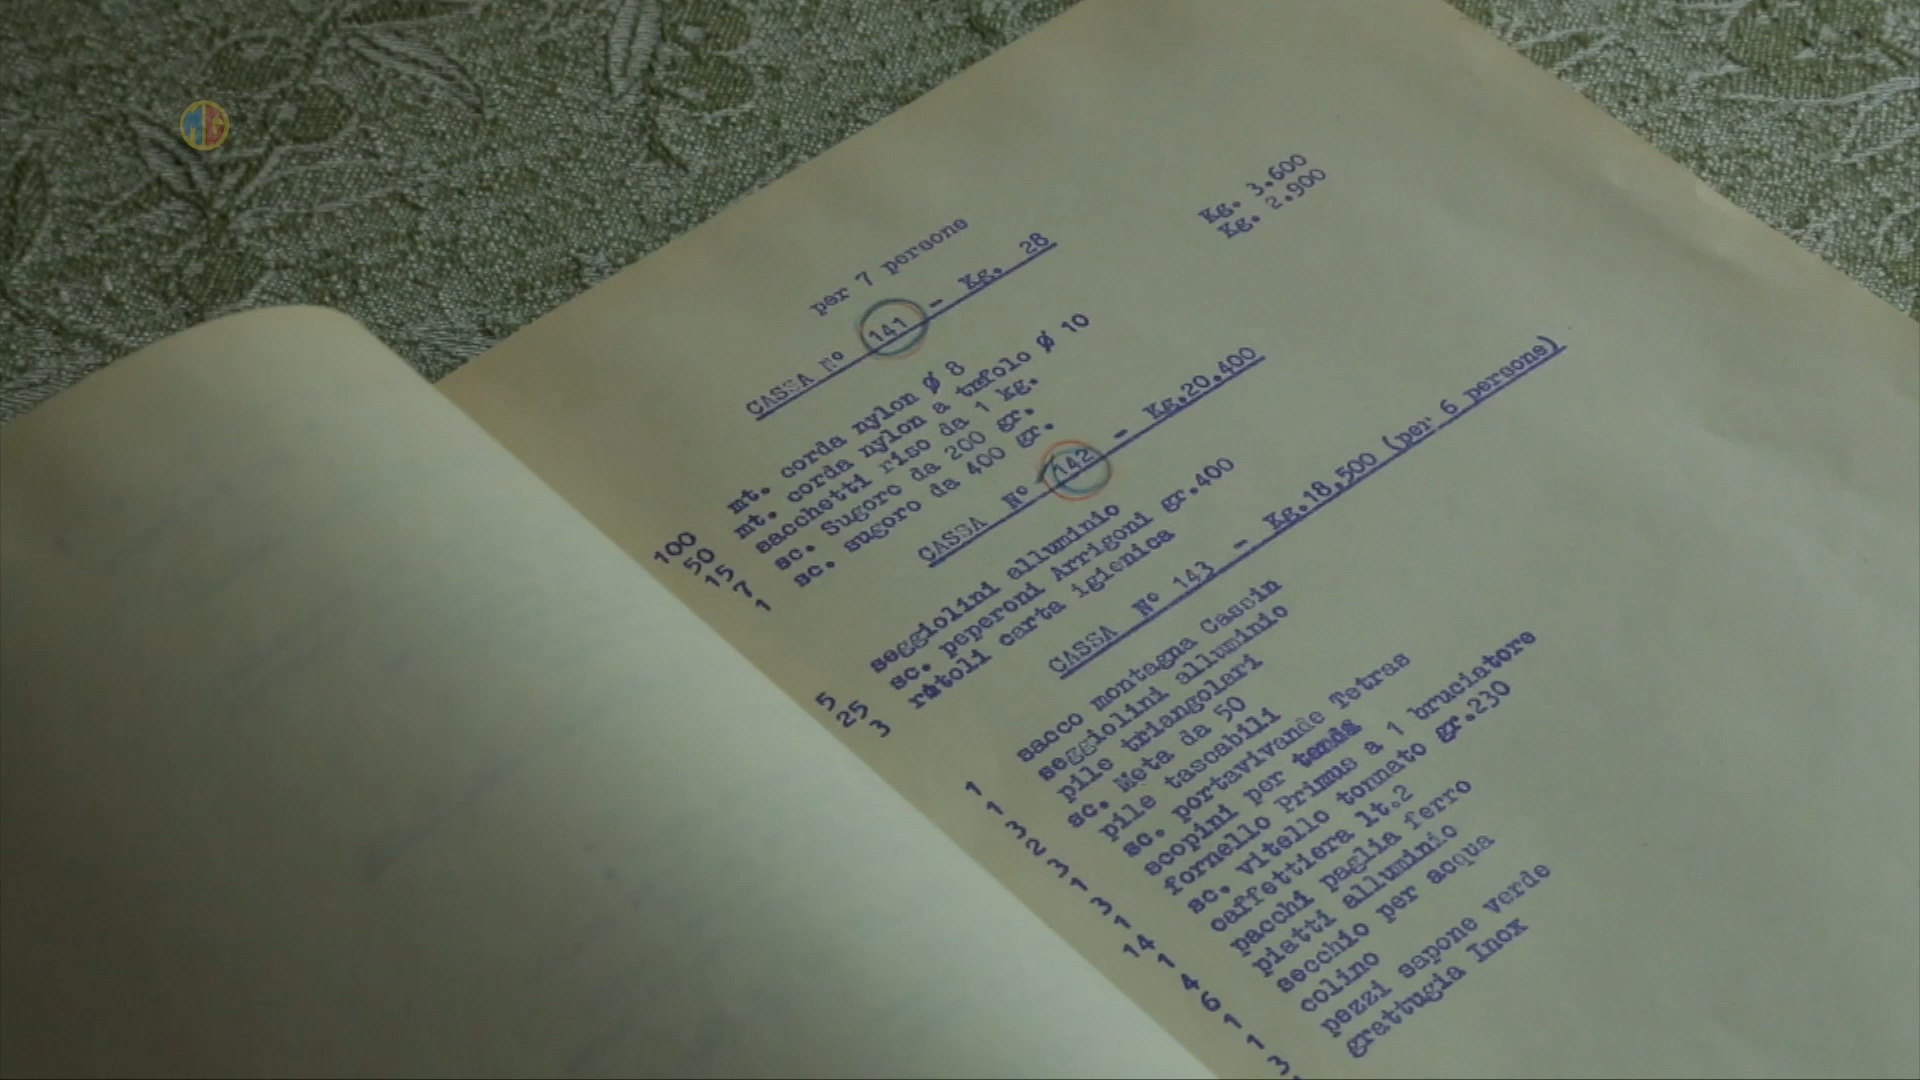 per 7 persone
CASSA N° 141 - Kg. 28
100 mt. corda nylon ø 8 Kg. 3.600
50 mt. corda nylon a trefolo ø 10 Kg. 2.900
15 sacchetti riso da 1 kg.
7 sc. Sugoro da 200 gr.
1 sc. sugoro da 400 gr.
CASSA N° 142 - Kg.20.400
5 seggiolini alluminio
25 sc. peperoni Arrigoni gr.400
3 rotoli carta igienica
CASSA N° 143 - Kg.18,500 (per 6 persone)
1 sacco montagna Cassin
1 seggiolini alluminio
3 pile triangolari
2 sc. Meta da 50
3 pile tascabili
1 sc. portavivande Tetras
3 scopini per tenda
1 fornello Primus a 1 bruciatore
14 sc. vitello tonnato gr.230
1 caffettiera lt.2
4 pacchi paglia ferro
6 piatti alluminio
1 secchio per acqua
1 colino
3 pezzi sapone verde
grattugia Inox